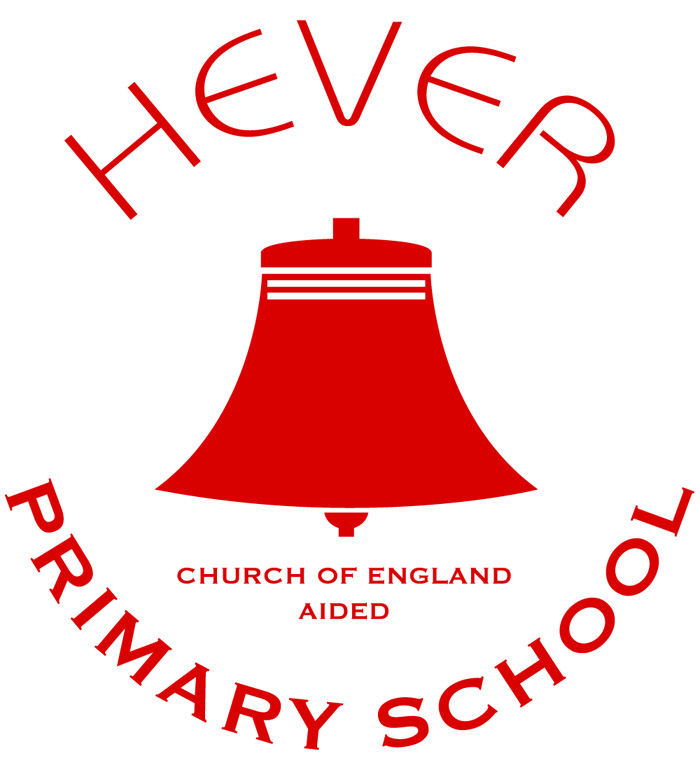 HEVER
CHURCH OF ENGLAND
AIDED
PRIMARY SCHOOL